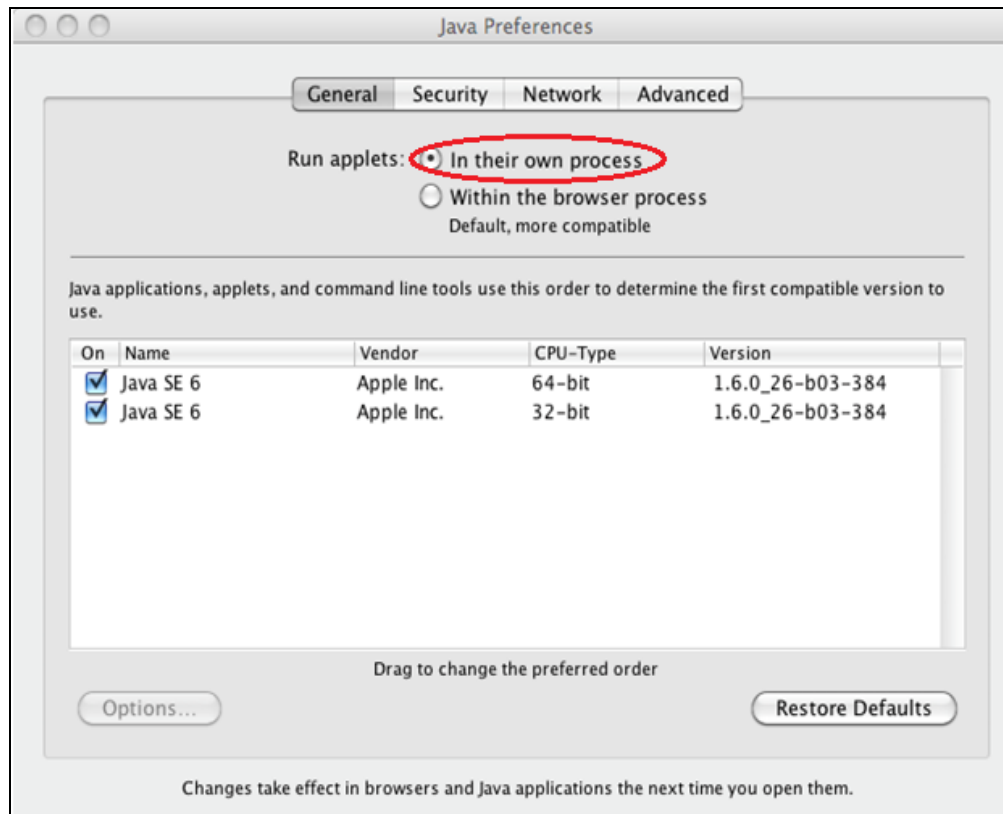 Java Preferences
General Security Network Advanced
Run applets: In their own process
Within the browser process
Default, more compatible
Java applications, applets, and command line tools use this order to determine the first compatible version to
use.
On Name Vendor CPU-Type Version
Java SE 6 Apple Inc. 64-bit 1.6.0_26-b03-384
Java SE 6 Apple Inc. 32-bit 1.6.0_26-b03-384
Drag to change the preferred order
Options... Restore Defaults
Changes take effect in browsers and Java applications the next time you open them.